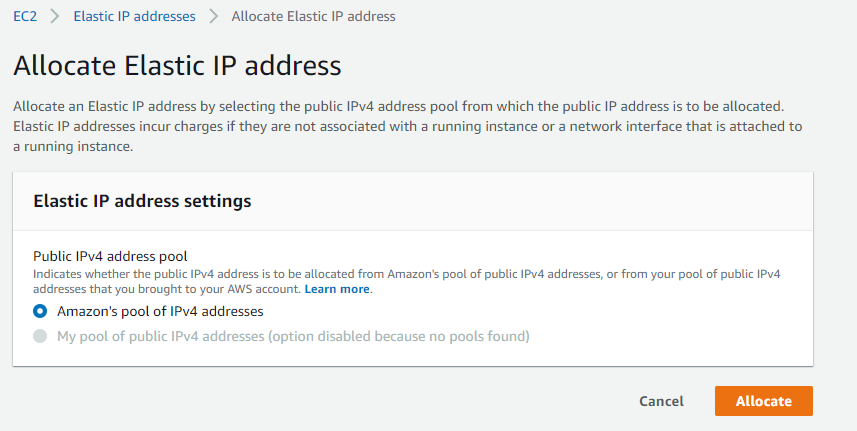 EC2 > Elastic IP addresses > Allocate Elastic IP address
Allocate Elastic IP address
Allocate an Elastic IP address by selecting the public IPv4 address pool from which the public IP address is to be allocated.
Elastic IP addresses incur charges if they are not associated with a running instance or a network interface that is attached to
a running instance.
Elastic IP address settings
Public IPv4 address pool
Indicates whether the public IPv4 address is to be allocated from Amazon's pool of public IPv4 addresses, or from your pool of public IPv4
addresses that you brought to your AWS account. Learn more.
Amazon's pool of IPv4 addresses
My pool of public IPv4 addresses (option disabled because no pools found)
Cancel Allocate